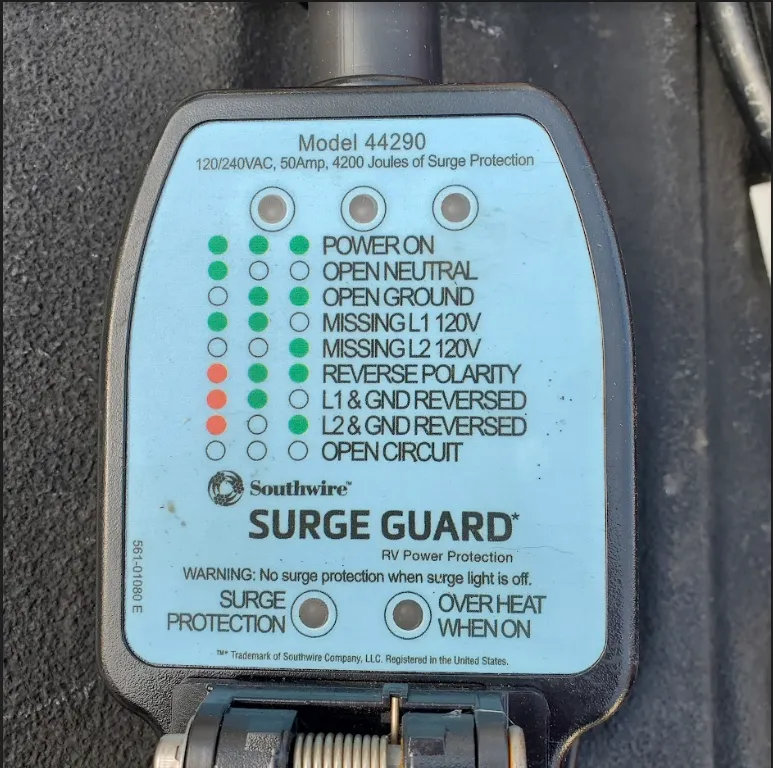 Model 44290
120/240VAC, 50Amp, 4200 Joules of Surge Protection
POWER ON
OPEN NEUTRAL
OPEN GROUND
MISSING L1 120V
MISSING L2 120V
REVERSE POLARITY
L1 & GND REVERSED
L2 & GND REVERSED
OPEN CIRCUIT
Southwire™
SURGE GUARD*
RV Power Protection
561-01080 E
WARNING: No surge protection when surge light is off.
SURGE
PROTECTION
OVER HEAT
WHEN ON
™* Trademark of Southwire Company, LLC. Registered in the United States.